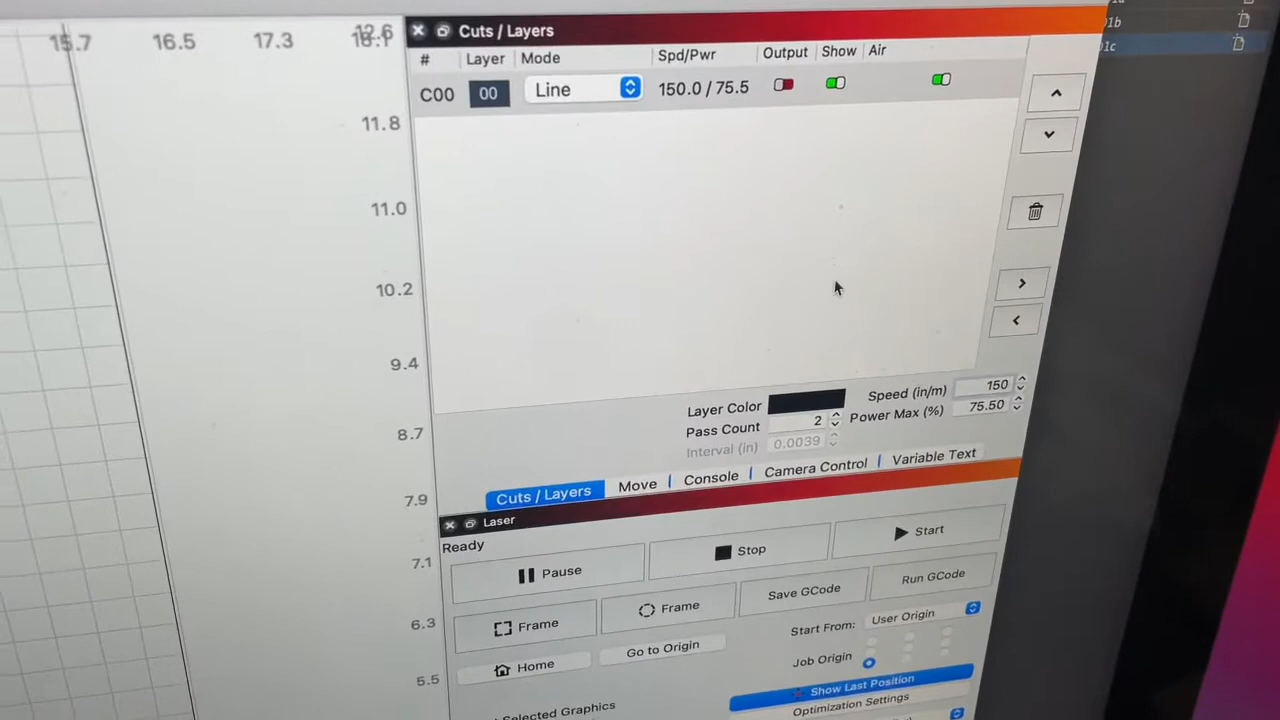 15.7 16.5 17.3 18.1
12.6
Cuts / Layers
# Layer Mode Spd/Pwr Output Show Air
C00 00 Line 150.0 / 75.5
11.8
11.0
10.2
9.4
8.7
7.9
7.1
6.3
5.5
Layer Color
Speed (in/m) 150
Pass Count 2
Power Max (%) 75.50
Interval (in) 0.0039
Cuts / Layers Move Console Camera Control Variable Text
Laser
Ready
Pause Stop Start
Frame Frame Save GCode Run GCode
Home Go to Origin
Start From: User Origin
Job Origin
Show Last Position
Optimization Settings
Selected Graphics